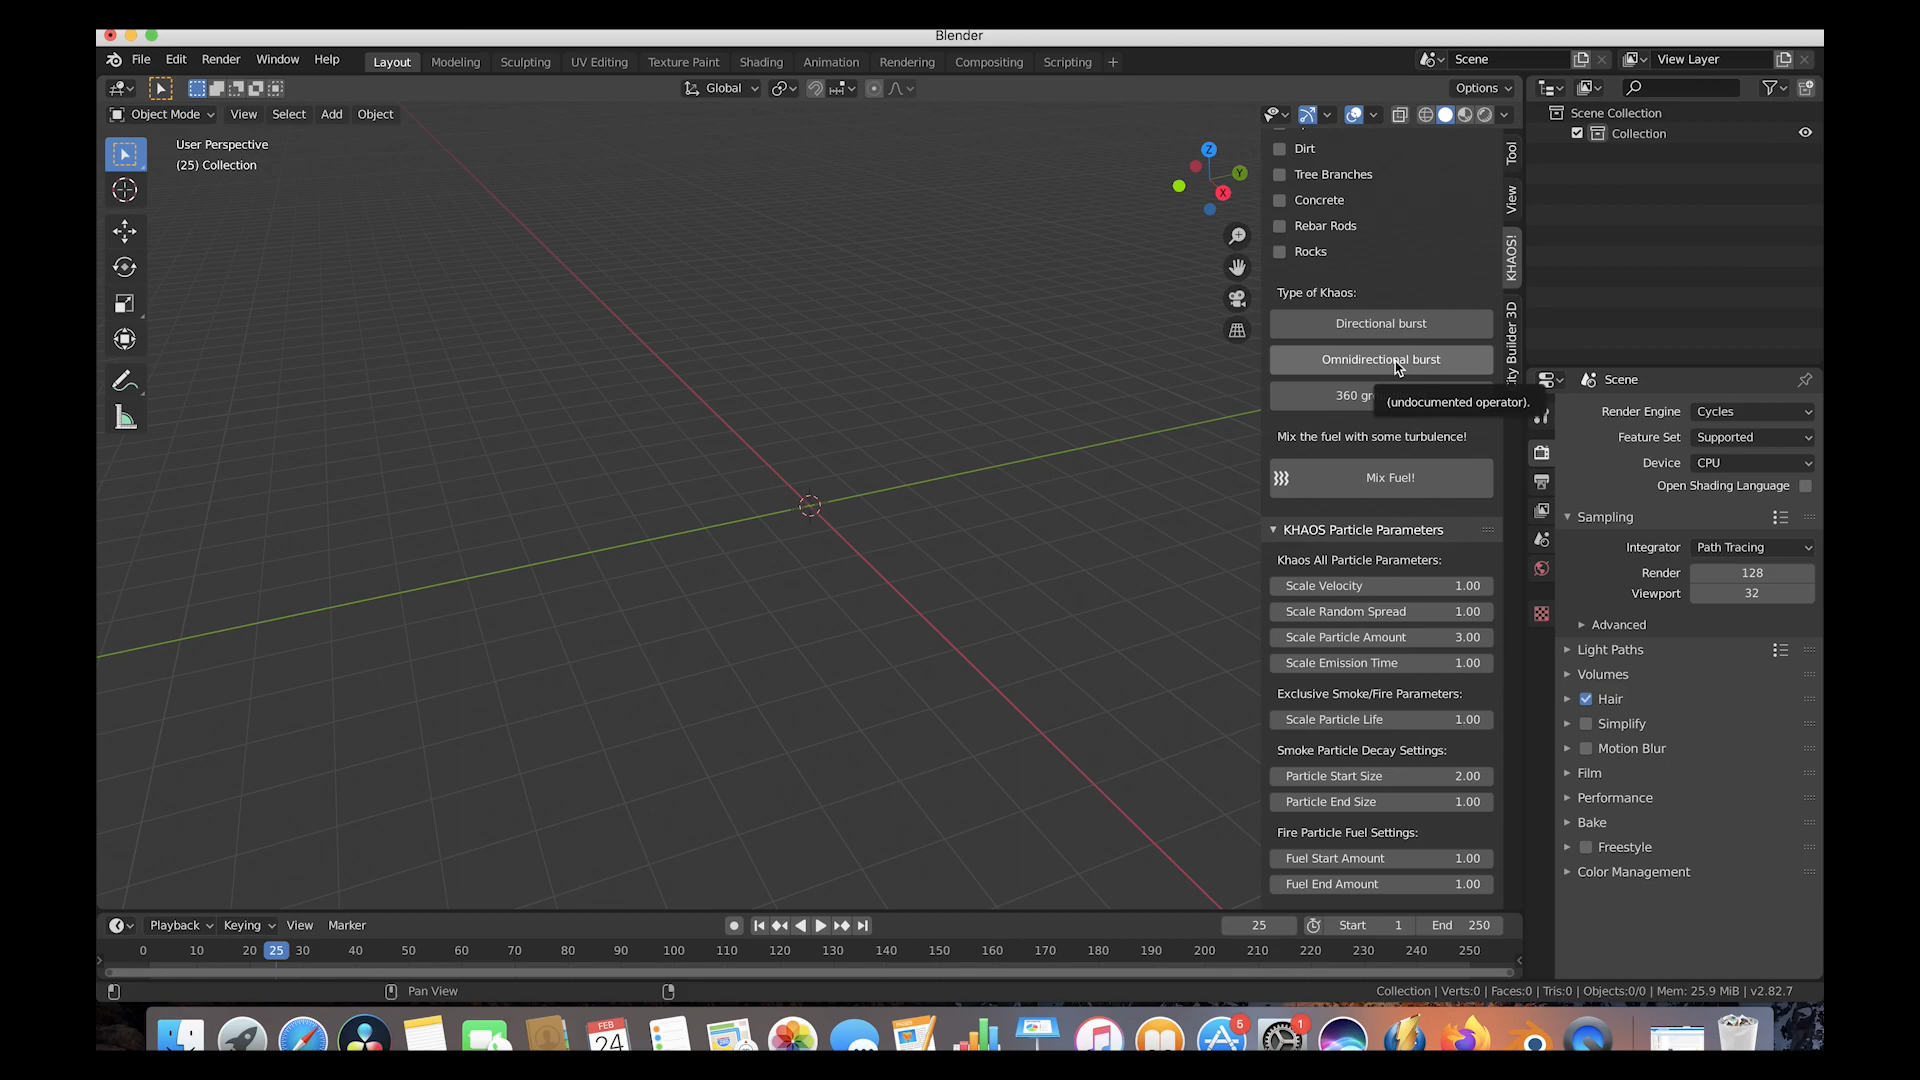 Blender
File Edit Render Window Help Layout Modeling Sculpting UV Editing Texture Paint Shading Animation Rendering Compositing Scripting + Scene View Layer
Global Options
Object Mode View Select Add Object
User Perspective
(25) Collection
Z
Y
X
Dirt
Tree Branches
Concrete
Rebar Rods
Rocks
Type of Khaos:
Directional burst
Omnidirectional burst
360 gr
(undocumented operator).
Mix the fuel with some turbulence!
Mix Fuel!
KHAOS Particle Parameters
Khaos All Particle Parameters:
Scale Velocity 1.00
Scale Random Spread 1.00
Scale Particle Amount 3.00
Scale Emission Time 1.00
Exclusive Smoke/Fire Parameters:
Scale Particle Life 1.00
Smoke Particle Decay Settings:
Particle Start Size 2.00
Particle End Size 1.00
Fire Particle Fuel Settings:
Fuel Start Amount 1.00
Fuel End Amount 1.00
Tool
View
KHAOS!
ity Builder 3D
Scene Collection
Collection
Scene
Render Engine Cycles
Feature Set Supported
Device CPU
Open Shading Language
Sampling
Integrator Path Tracing
Render 128
Viewport 32
Advanced
Light Paths
Volumes
Hair
Simplify
Motion Blur
Film
Performance
Bake
Freestyle
Color Management
Playback Keying View Marker 25 Start 1 End 250
0 10 20 25 30 40 50 60 70 80 90 100 110 120 130 140 150 160 170 180 190 200 210 220 230 240 250
Pan View
Collection | Verts:0 | Faces:0 | Tris:0 | Objects:0/0 | Mem: 25.9 MiB | v2.82.7
FEB
24
5
1